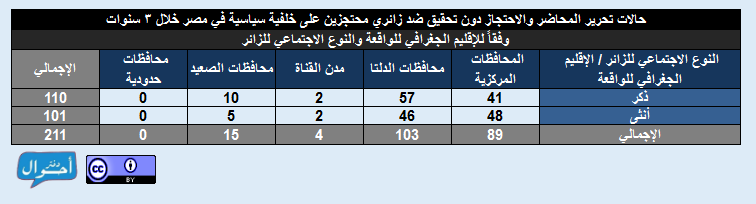 حالات تحرير المحاضر والاحتجاز دون تحقيق ضد زائري محتجزين على خلفية سياسية في مصر خلال ٣ سنوات
وفقاً للإقليم الجغرافي للواقعة والنوع الاجتماعي للزائر
النوع الاجتماعي للزائر / الإقليم الجغرافي للواقعة المحافظات المركزية محافظات الدلتا مدن القناة محافظات الصعيد محافظات حدودية الإجمالي
ذكر 41 57 2 10 0 110
أنثى 48 46 2 5 0 101
الإجمالي 89 103 4 15 0 211
دفتر أحوال
cc BY